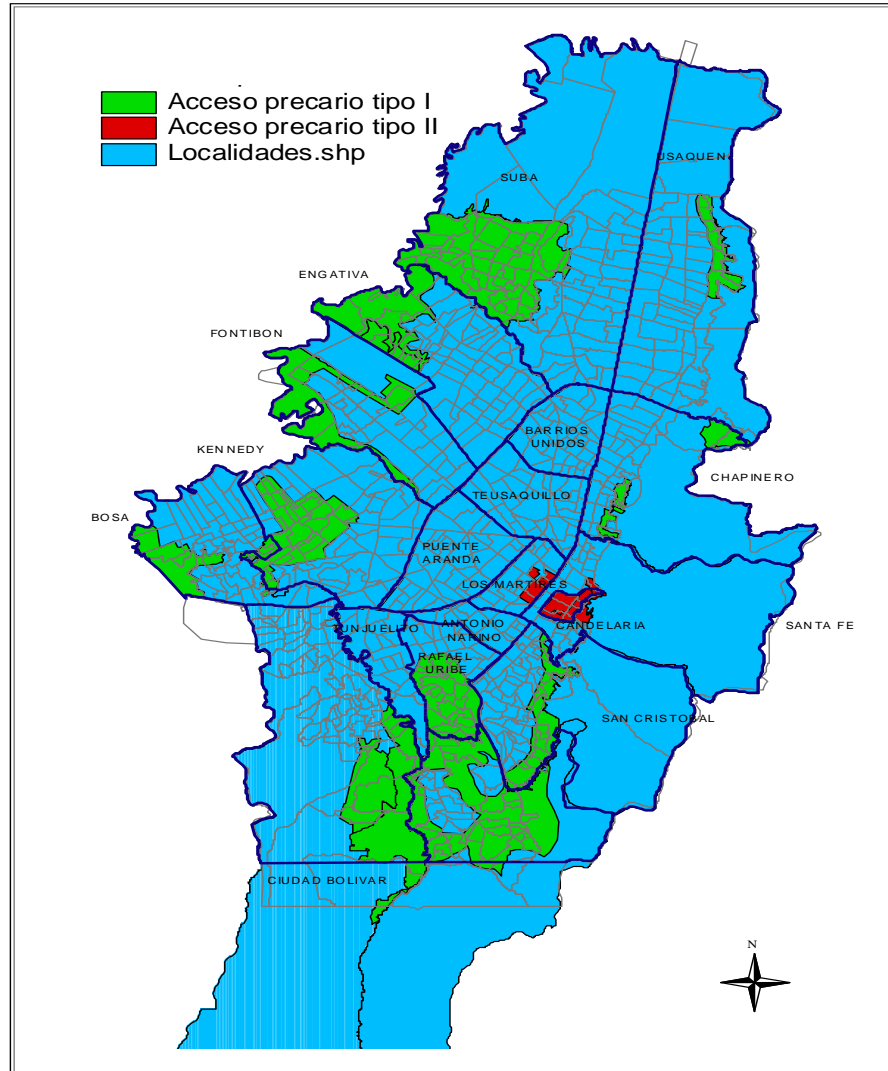 Acceso precario tipo I
Acceso precario tipo II
Localidades.shp
USAQUEN
SUBA
ENGATIVA
FONTIBON
BARRIOS
UNIDOS
KENNEDY
CHAPINERO
TEUSAQUILLO
BOSA
PUENTE
ARANDA
LOS MARTIRES
CANDELARIA
SANTA FE
TUNJUELITO
ANTONIO
NARINO
RAFAEL
URIBE
SAN CRISTOBAL
CIUDAD BOLIVAR
N